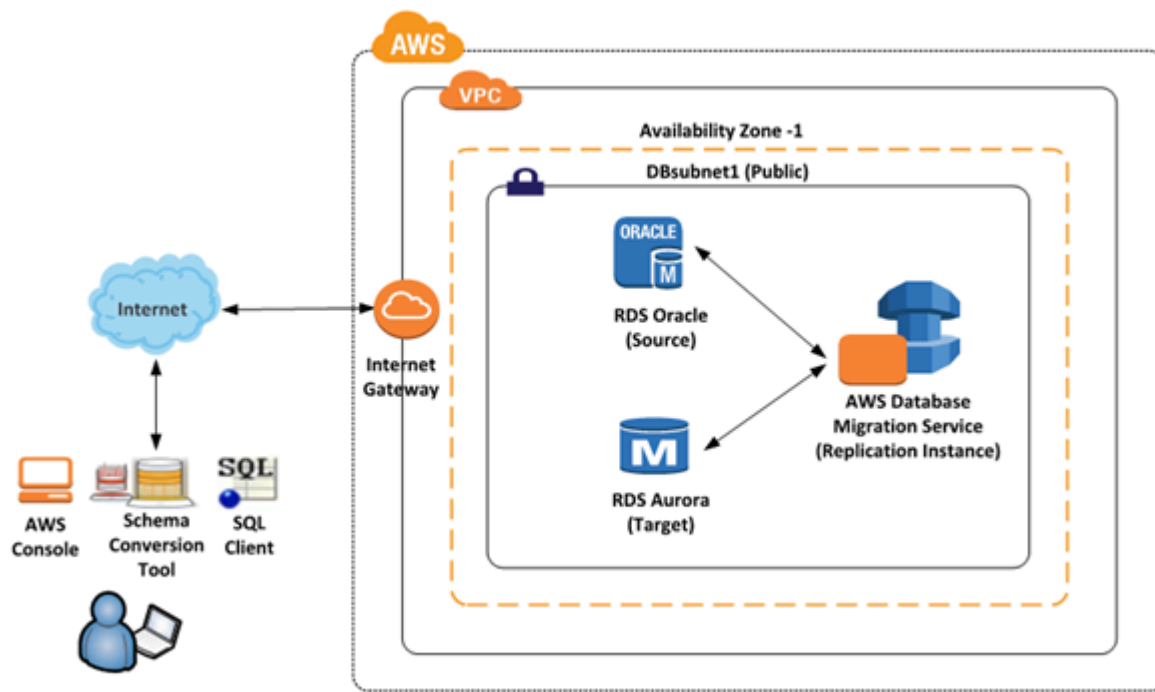 AWS
VPC
Availability Zone -1
DBsubnet1 (Public)
ORACLE
M
RDS Oracle
(Source)
Internet
Internet
Gateway
AWS Database
Migration Service
(Replication Instance)
M
RDS Aurora
(Target)
AWS
Console
Schema
Conversion
Tool
SQL
SQL
Client